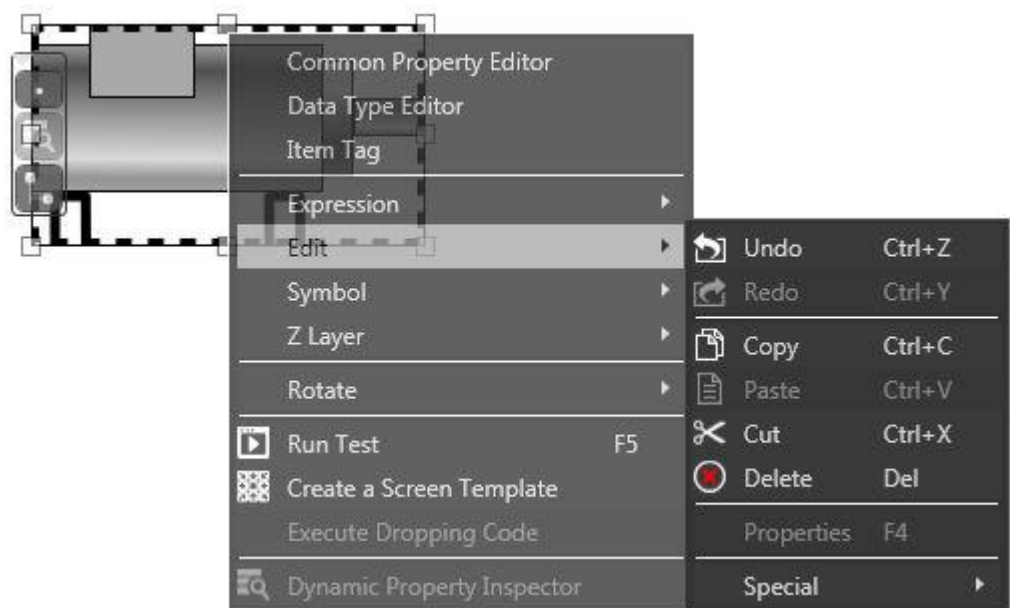 Common Property Editor
Data Type Editor
Item Tag
Expression
Edit
Symbol
Z Layer
Rotate
Run Test F5
Create a Screen Template
Execute Dropping Code
Dynamic Property Inspector
Undo Ctrl+Z
Redo Ctrl+Y
Copy Ctrl+C
Paste Ctrl+V
Cut Ctrl+X
Delete Del
Properties F4
Special